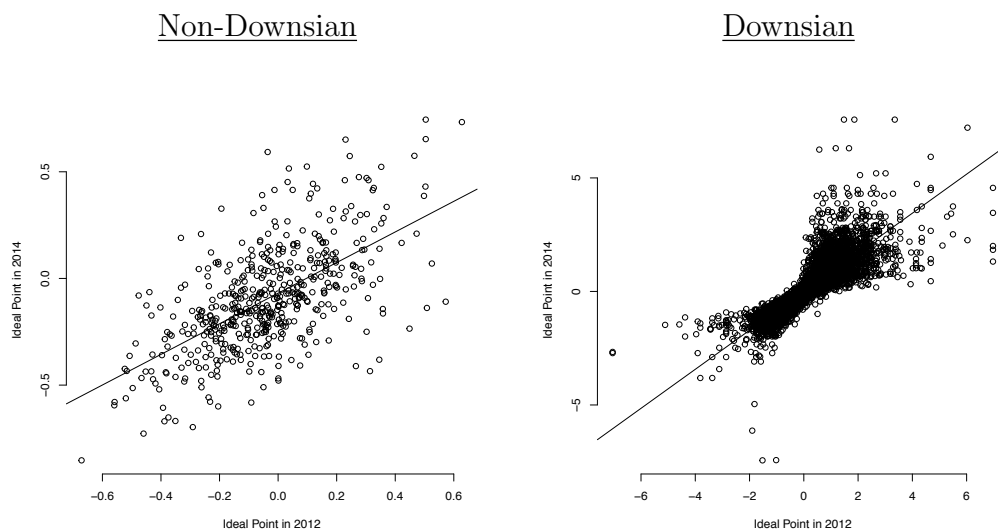 Non-Downsian
Ideal Point in 2014
0.5
0.0
−0.5
−0.6 −0.4 −0.2 0.0 0.2 0.4 0.6
Ideal Point in 2012
Downsian
Ideal Point in 2014
5
0
−5
−6 −4 −2 0 2 4 6
Ideal Point in 2012